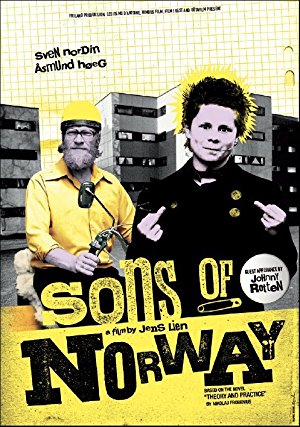 sven nordin
åsmund høeg
GUEST APPEARANCE BY
JOHNNY
ROTTEN
SONS OF
a film by Jens Lien
NORWAY
BASED ON THE NOVEL
"THEORY AND PRACTICE"
BY NIKOLAJ FROBENIUS